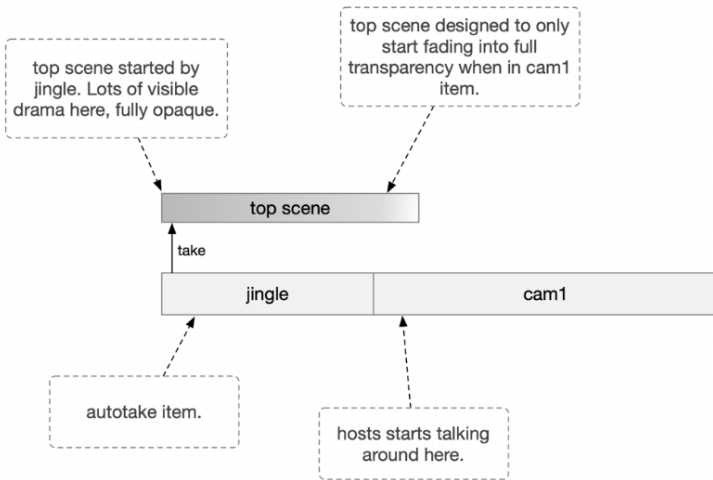 top scene designed to only
start fading into full
transparency when in cam1
item.
top scene started by
jingle. Lots of visible
drama here, fully opaque.
top scene
take
jingle
cam1
autotake item.
hosts starts talking
around here.